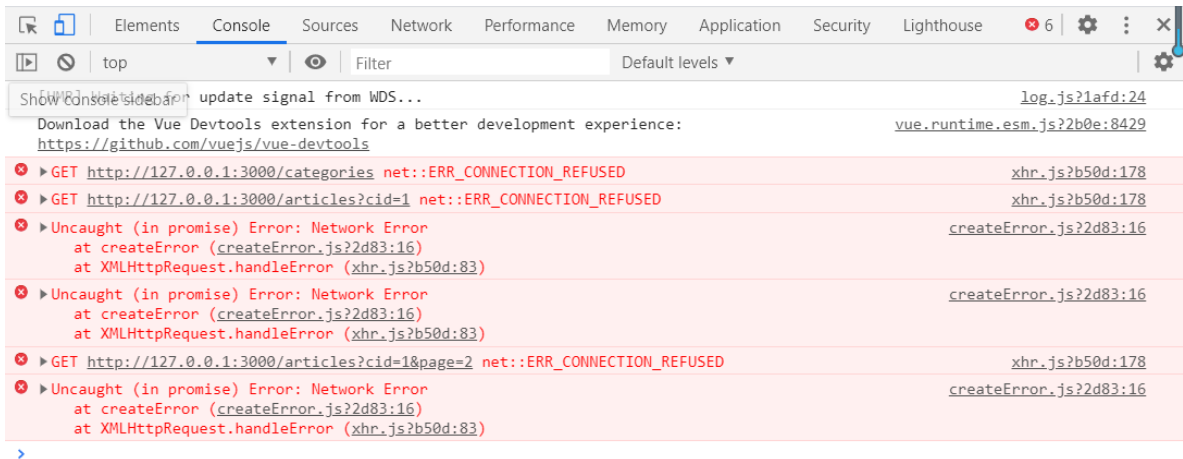 Elements Console Sources Network Performance Memory Application Security Lighthouse 6
top Filter Default levels
Show console sidebar for update signal from WDS... log.js?1afd:24
Download the Vue Devtools extension for a better development experience: vue.runtime.esm.js?2b0e:8429
https://github.com/vuejs/vue-devtools
GET http://127.0.0.1:3000/categories net::ERR_CONNECTION_REFUSED xhr.js?b50d:178
GET http://127.0.0.1:3000/articles?cid=1 net::ERR_CONNECTION_REFUSED xhr.js?b50d:178
Uncaught (in promise) Error: Network Error createError.js?2d83:16
at createError (createError.js?2d83:16)
at XMLHttpRequest.handleError (xhr.js?b50d:83)
Uncaught (in promise) Error: Network Error createError.js?2d83:16
at createError (createError.js?2d83:16)
at XMLHttpRequest.handleError (xhr.js?b50d:83)
GET http://127.0.0.1:3000/articles?cid=1&page=2 net::ERR_CONNECTION_REFUSED xhr.js?b50d:178
Uncaught (in promise) Error: Network Error createError.js?2d83:16
at createError (createError.js?2d83:16)
at XMLHttpRequest.handleError (xhr.js?b50d:83)